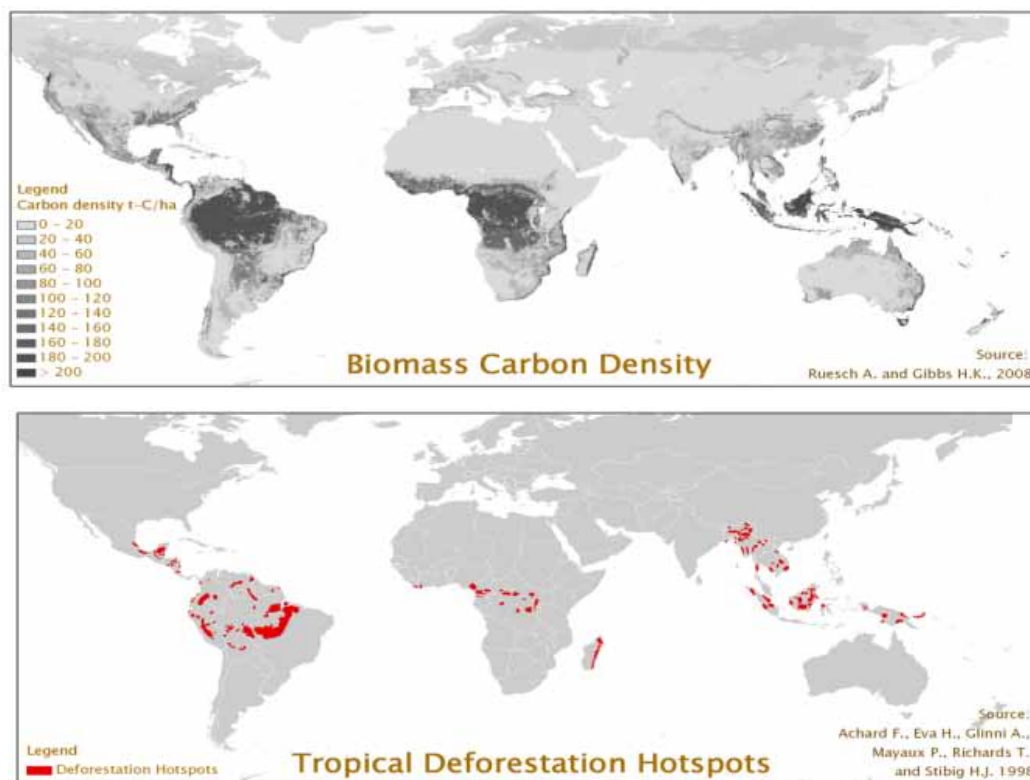 Legend
Carbon density t-C/ha
0 - 20
20 - 40
40 - 60
60 - 80
80 - 100
100 - 120
120 - 140
140 - 160
160 - 180
180 - 200
> 200
Biomass Carbon Density
Source:
Ruesch A. and Gibbs H.K., 2008
Legend
Deforestation Hotspots
Tropical Deforestation Hotspots
Source:
Achard F., Eva H., Glinni A.,
Mayaux P., Richards T.
and Stibig H.J. 1998